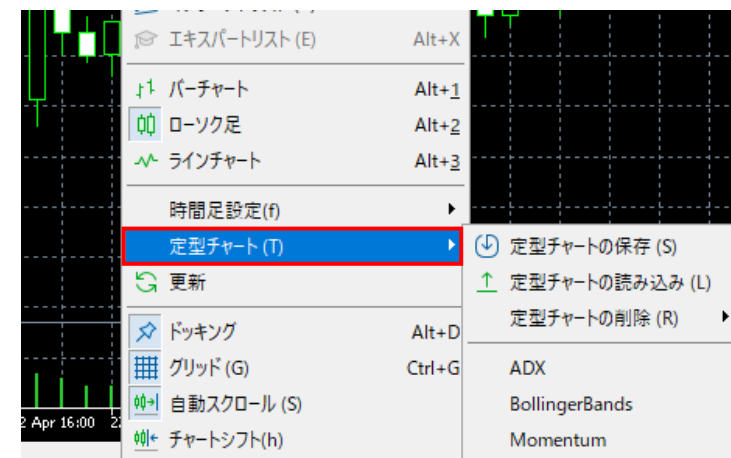 エキスパートリスト (E) Alt+X
バーチャート Alt+1
ローソク足 Alt+2
ラインチャート Alt+3
時間足設定(f)
定型チャート (T)
定型チャートの保存 (S)
更新
定型チャートの読み込み (L)
定型チャートの削除 (R)
ドッキング Alt+D
グリッド (G) Ctrl+G
ADX
自動スクロール (S)
BollingerBands
Apr 16:00
チャートシフト(h)
Momentum